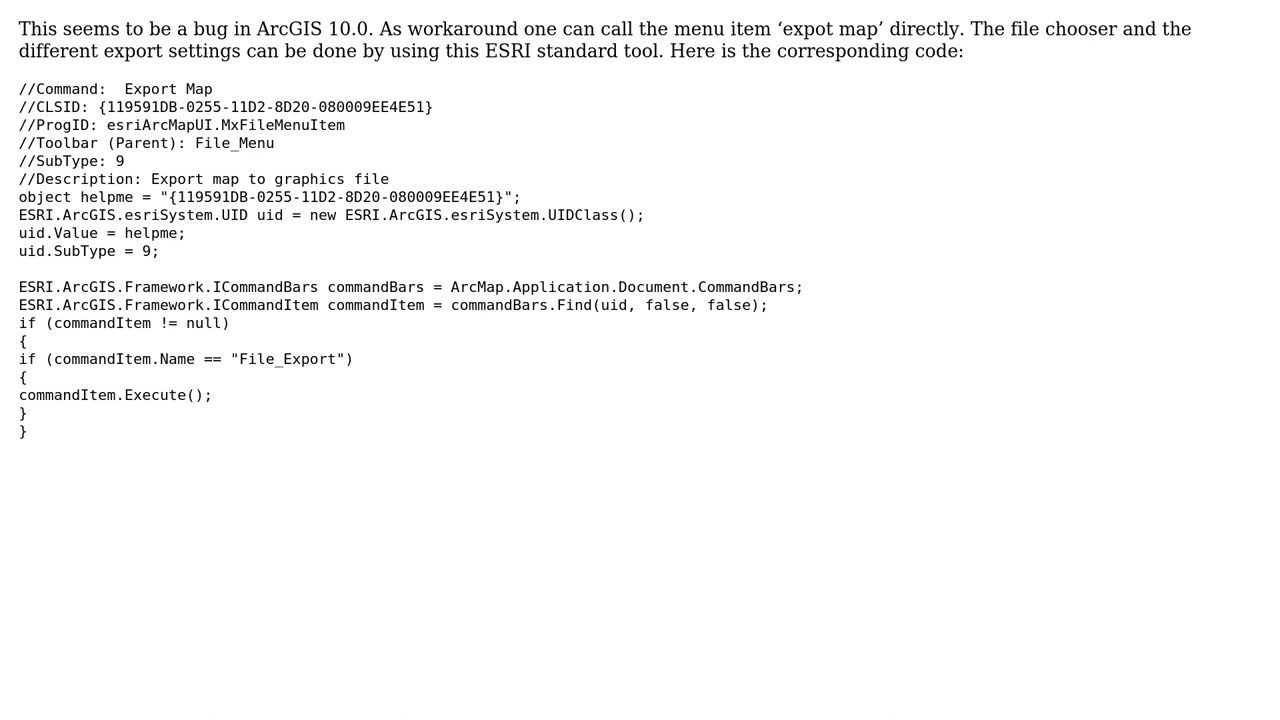 This seems to be a bug in ArcGIS 10.0. As workaround one can call the menu item ‘expot map’ directly. The file chooser and the
different export settings can be done by using this ESRI standard tool. Here is the corresponding code:
//Command:  Export Map
//CLSID: {119591DB-0255-11D2-8D20-080009EE4E51}
//ProgID: esriArcMapUI.MxFileMenuItem
//Toolbar (Parent): File_Menu
//SubType: 9
//Description: Export map to graphics file
object helpme = "{119591DB-0255-11D2-8D20-080009EE4E51}";
ESRI.ArcGIS.esriSystem.UID uid = new ESRI.ArcGIS.esriSystem.UIDClass();
uid.Value = helpme;
uid.SubType = 9;
ESRI.ArcGIS.Framework.ICommandBars commandBars = ArcMap.Application.Document.CommandBars;
ESRI.ArcGIS.Framework.ICommandItem commandItem = commandBars.Find(uid, false, false);
if (commandItem != null)
{
if (commandItem.Name == "File_Export")
{
commandItem.Execute();
}
}